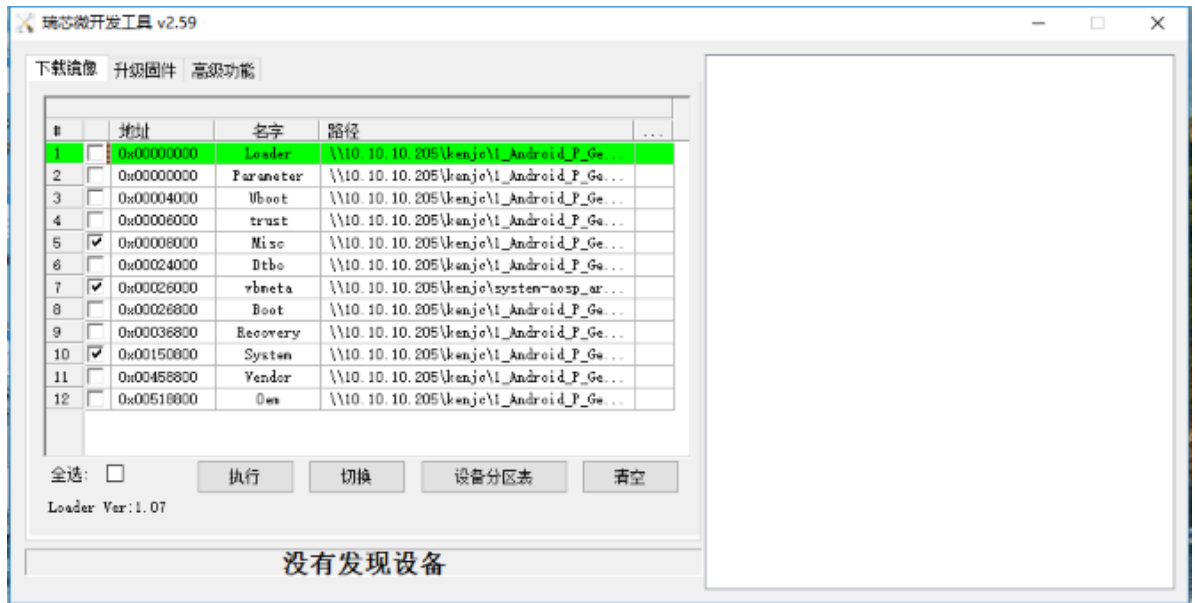 瑞芯微开发工具 v2.59
下载镜像 升级固件 高级功能
# 地址 名字 路径 ...
1 0x00000000 Loader \\10.10.10.205\kenjc\1_Android_P_Ge...
2 0x00000000 Parameter \\10.10.10.205\kenjc\1_Android_P_Ge...
3 0x00004000 Uboot \\10.10.10.205\kenjc\1_Android_P_Ge...
4 0x00006000 trust \\10.10.10.205\kenjc\1_Android_P_Ge...
5 0x00008000 Misc \\10.10.10.205\kenjc\1_Android_P_Ge...
6 0x00024000 Dtbo \\10.10.10.205\kenjc\1_Android_P_Ge...
7 0x00026000 vbmeta \\10.10.10.205\kenjc\system-aosp_ar...
8 0x00026800 Boot \\10.10.10.205\kenjc\1_Android_P_Ge...
9 0x00036800 Recovery \\10.10.10.205\kenjc\1_Android_P_Ge...
10 0x00150800 System \\10.10.10.205\kenjc\1_Android_P_Ge...
11 0x00458800 Vendor \\10.10.10.205\kenjc\1_Android_P_Ge...
12 0x00518800 Oem \\10.10.10.205\kenjc\1_Android_P_Ge...
全选: 执行 切换 设备分区表 清空
Loader Ver:1.07
没有发现设备